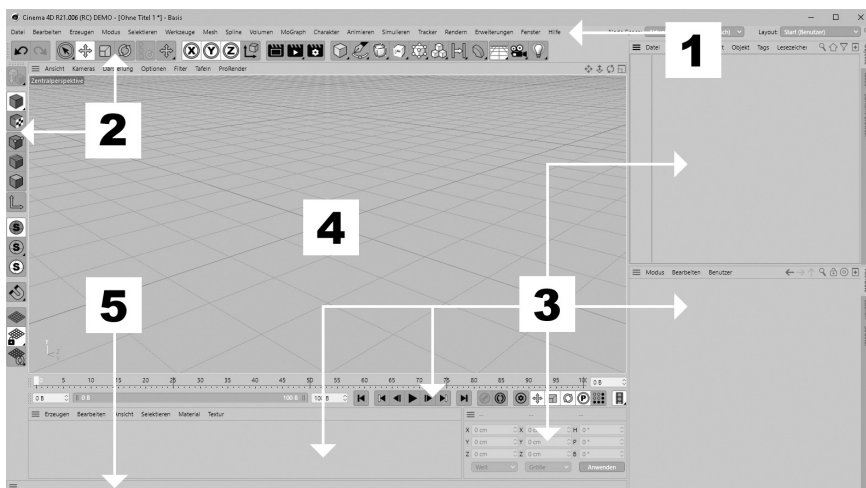 Cinema 4D R21.006 (RC) DEMO - [Ohne Titel 1 *] - Basis
Datei Bearbeiten Erzeugen Modus Selektieren Werkzeuge Mesh Spline Volumen MoGraph Charakter Animieren Simulieren Tracker Rendern Erweiterungen Fenster Hilfe
Layout: Start (Benutzer)
1
Datei Objekt Tags Lesezeichen
Ansicht Kameras Optionen Filter Tafeln ProRender
Zentralperspektive
2
X Y Z
S
S
S
4
3
5
Modus Bearbeiten Benutzer
5 10 15 20 25 30 35 40 45 50 55 60 65 70 75 80 85 90 95
0 B
0 B 0 B 100 B P
Erzeugen Bearbeiten Ansicht Selektieren Material Textur
X 0 cm X 0 cm H 0 °
Y 0 cm Y 0 cm P 0 °
Z 0 cm Z 0 cm B 0 °
Welt Größe Anwenden